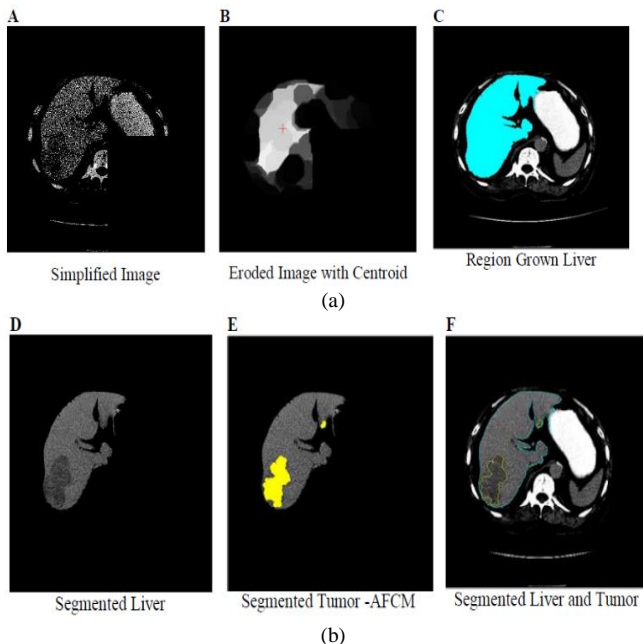 A
B
C
Simplified Image
Eroded Image with Centroid
Region Grown Liver
(a)
D
E
F
Segmented Liver
Segmented Tumor -AFCM
Segmented Liver and Tumor
(b)